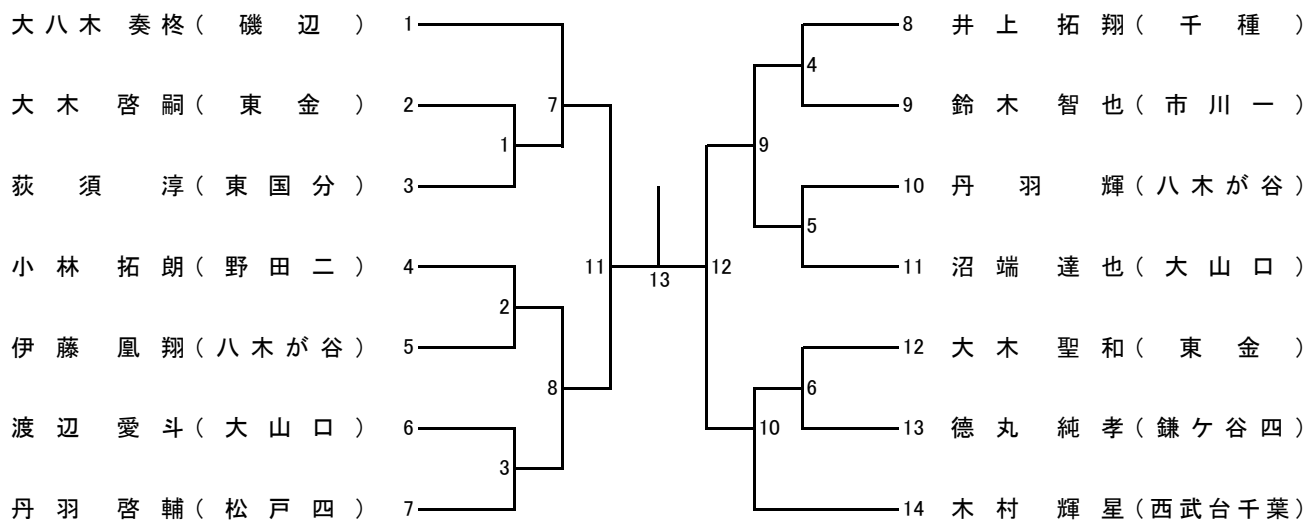 大八木 奏柊(磯辺) 1
大木 啓嗣(東金) 2
荻須 淳(東国分) 3
小林 拓朗(野田二) 4
伊藤 凰翔(八木が谷) 5
渡辺 愛斗(大山口) 6
丹羽 啓輔(松戸四) 7
1
2
3
7
8
11
13
12
9
10
4
5
6
8 井上 拓翔(千種)
9 鈴木 智也(市川一)
10 丹羽 輝(八木が谷)
11 沼端 達也(大山口)
12 大木 聖和(東金)
13 德丸 純孝(鎌ケ谷四)
14 木村 輝星(西武台千葉)